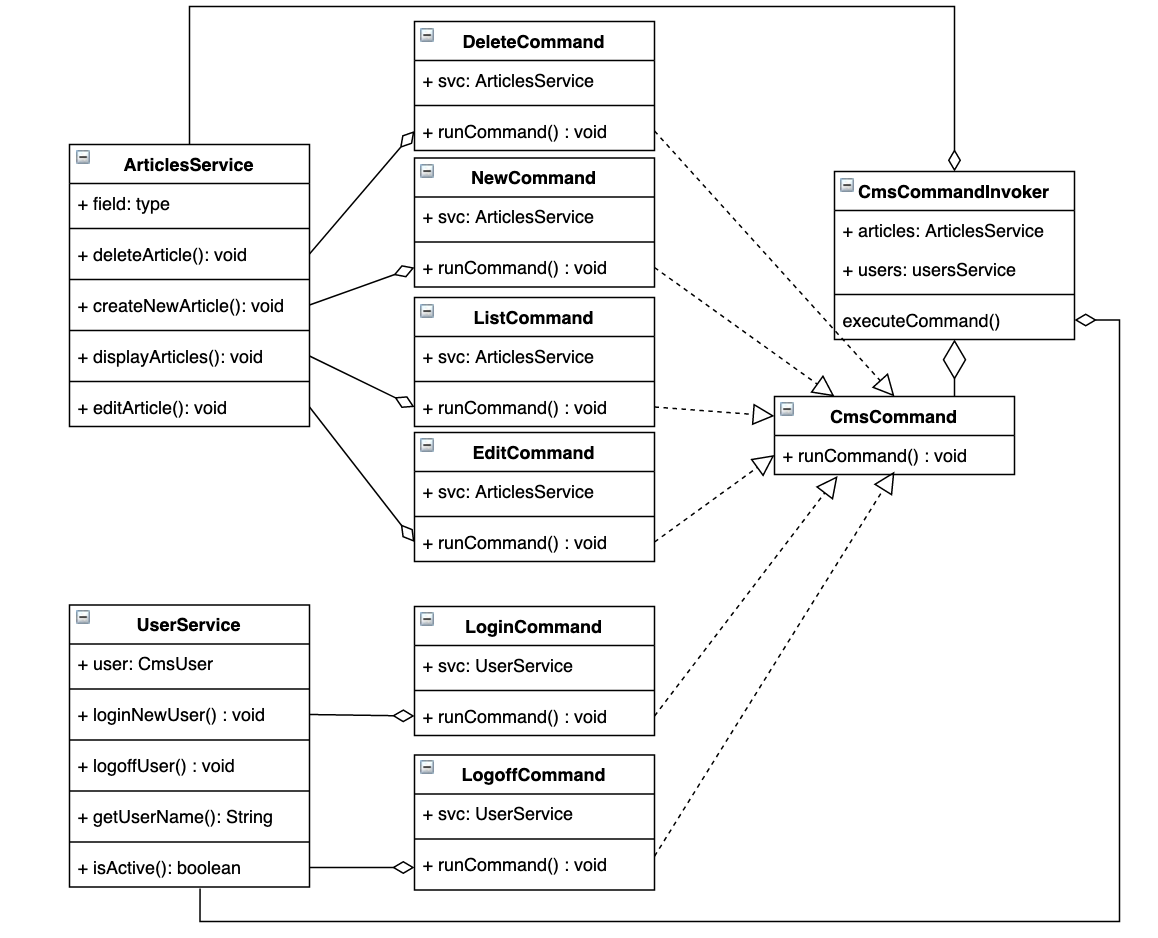 DeleteCommand
+ svc: ArticlesService
+ runCommand() : void
ArticlesService
+ field: type
+ deleteArticle(): void
+ createNewArticle(): void
+ displayArticles(): void
+ editArticle(): void
NewCommand
+ svc: ArticlesService
+ runCommand() : void
ListCommand
+ svc: ArticlesService
+ runCommand() : void
EditCommand
+ svc: ArticlesService
+ runCommand() : void
CmsCommandInvoker
+ articles: ArticlesService
+ users: usersService
executeCommand()
CmsCommand
+ runCommand() : void
UserService
+ user: CmsUser
+ loginNewUser() : void
+ logoffUser() : void
+ getUserName(): String
+ isActive(): boolean
LoginCommand
+ svc: UserService
+ runCommand() : void
LogoffCommand
+ svc: UserService
+ runCommand() : void